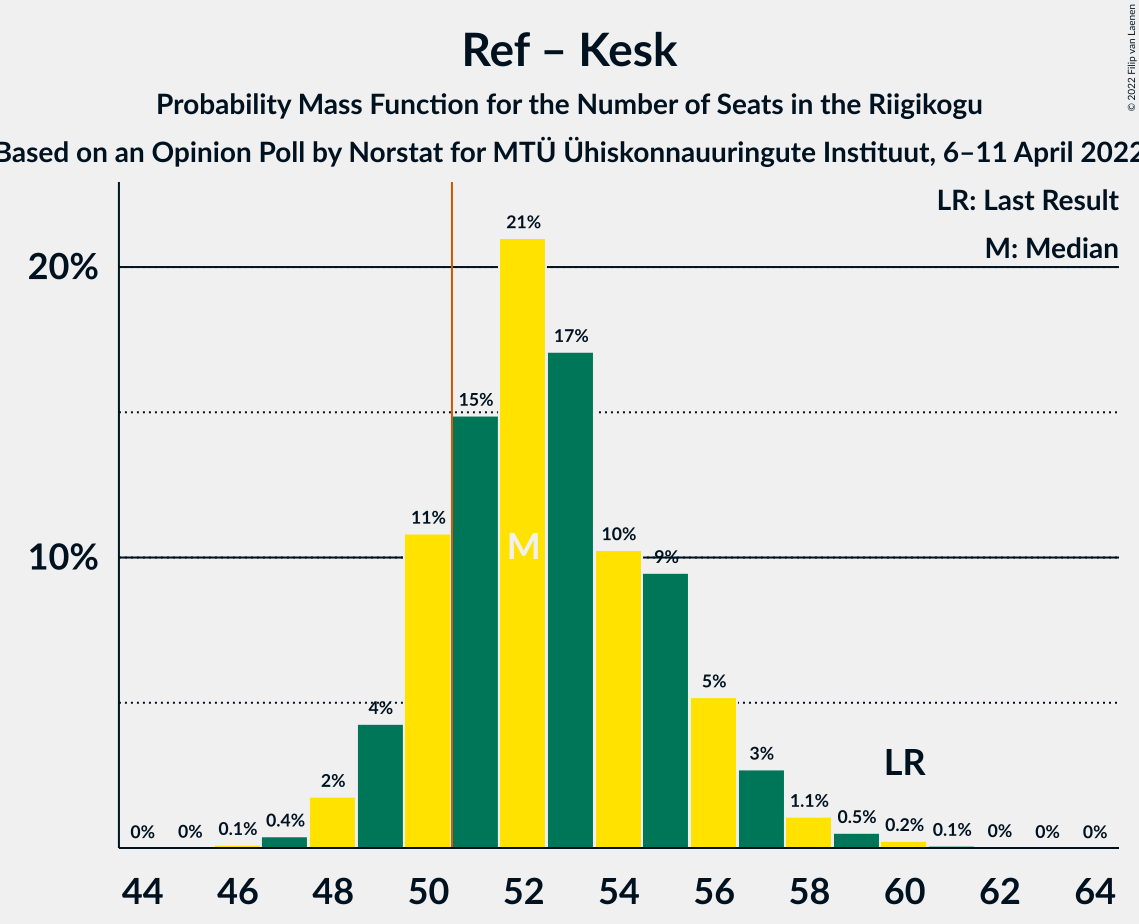 Ref – Kesk
Probability Mass Function for the Number of Seats in the Riigikogu
Based on an Opinion Poll by Norstat for MTÜ Ühiskonnauuringute Instituut, 6–11 April 2022
© 2022 Filip van Laenen
LR: Last Result
M: Median
20%
10%
0%
0%
0.1%
0.4%
2%
4%
11%
15%
21%
17%
10%
9%
5%
3%
1.1%
0.5%
0.2%
0.1%
0%
0%
0%
M
LR
44 46 48 50 52 54 56 58 60 62 64